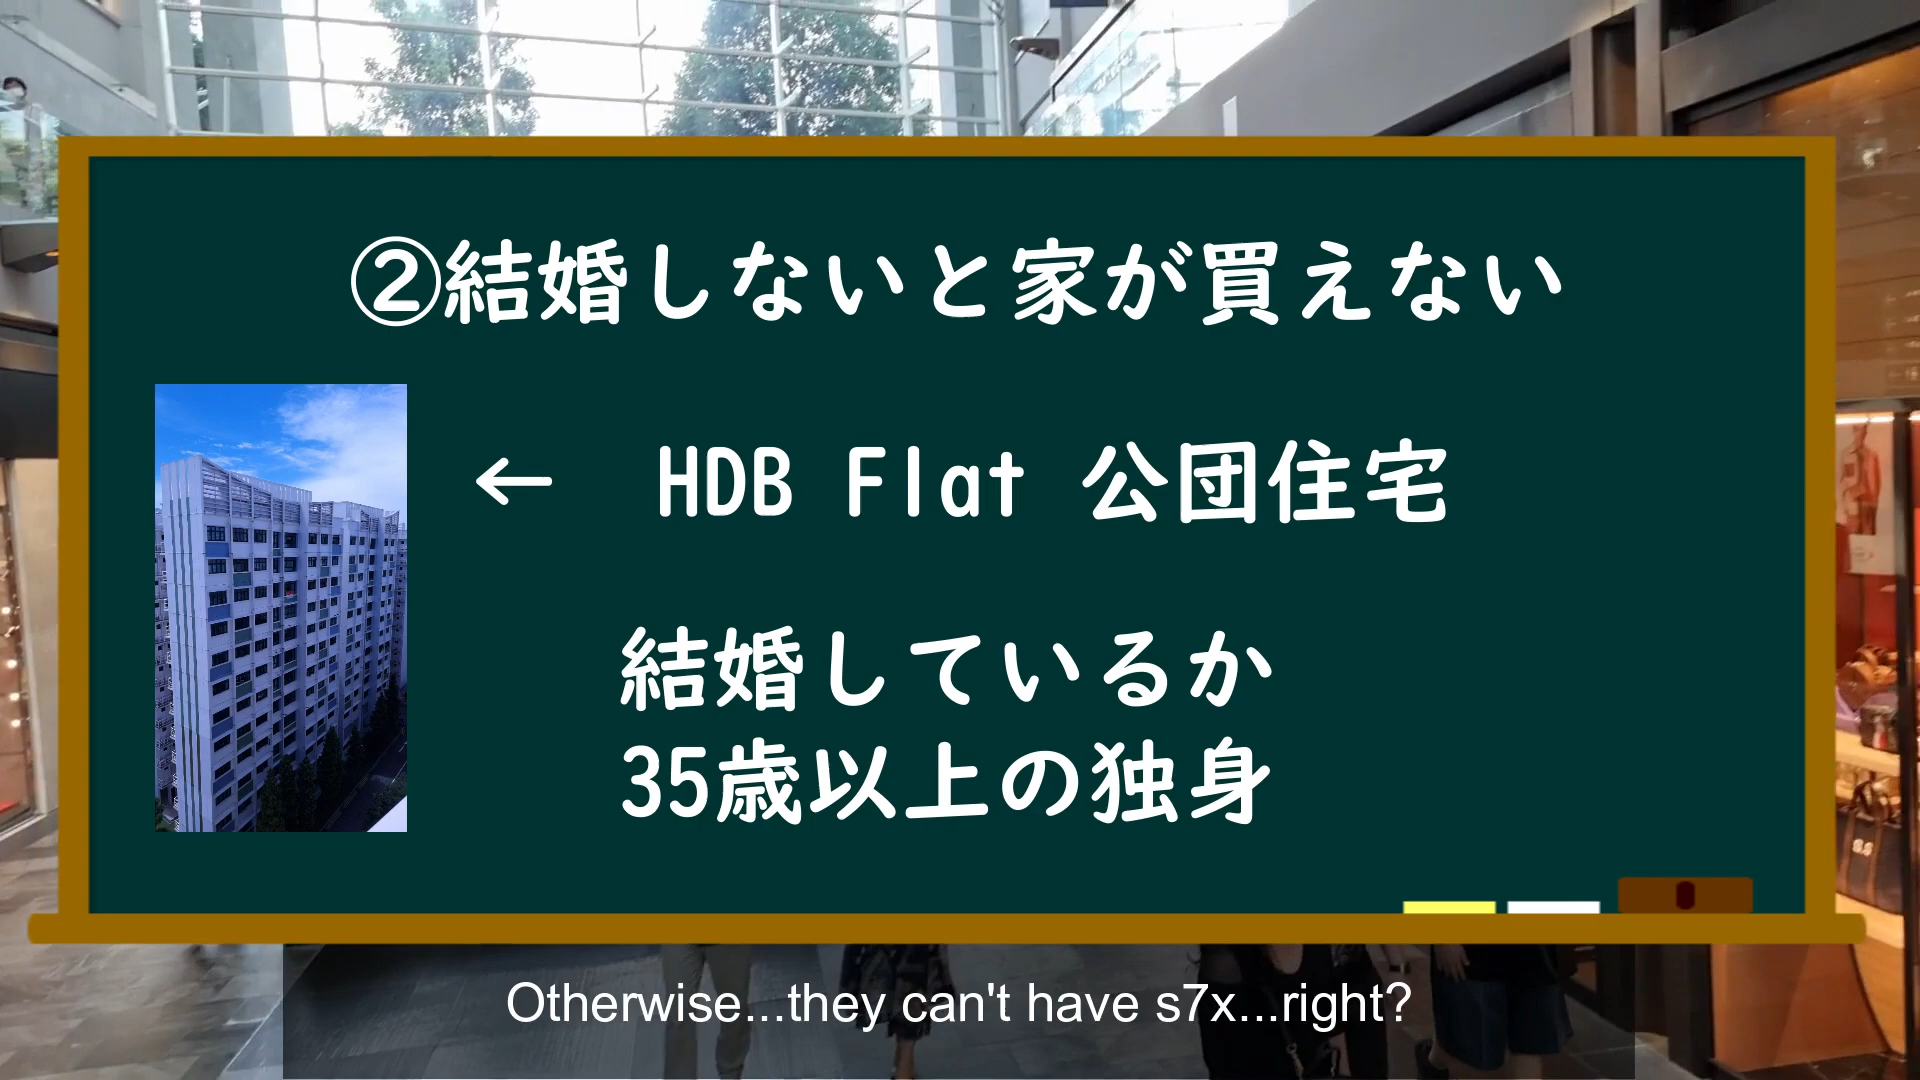 ②結婚しないと家が買えない
← HDB Flat 公団住宅
結婚しているか
35歳以上の独身
Otherwise...they can't have s7x...right?